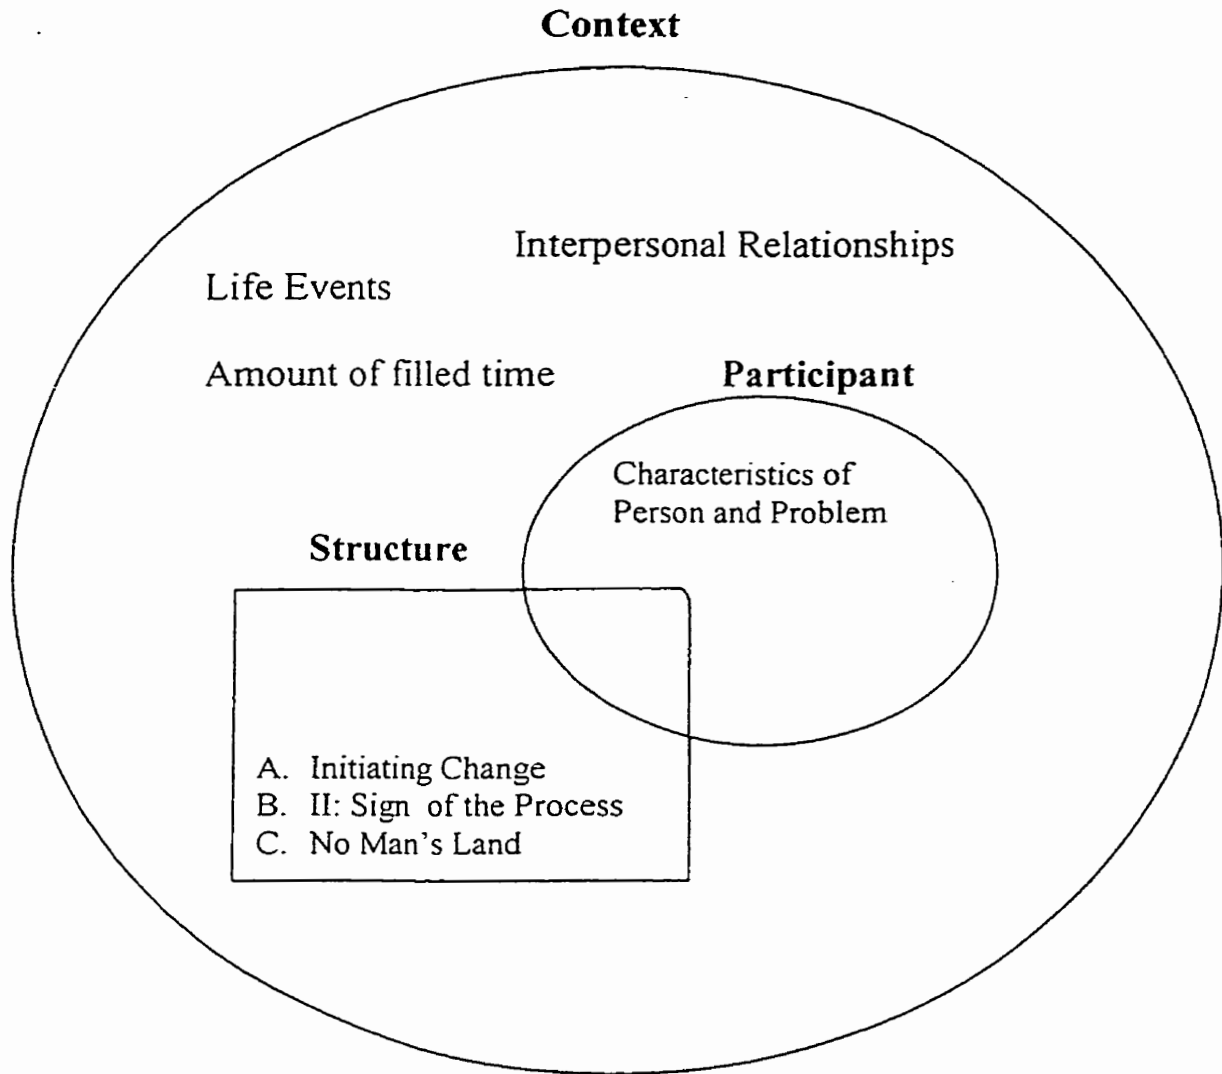 Context
Interpersonal Relationships
Life Events
Amount of filled time
Participant
Characteristics of
Person and Problem
Structure
A. Initiating Change
B. II: Sign of the Process
C. No Man's Land